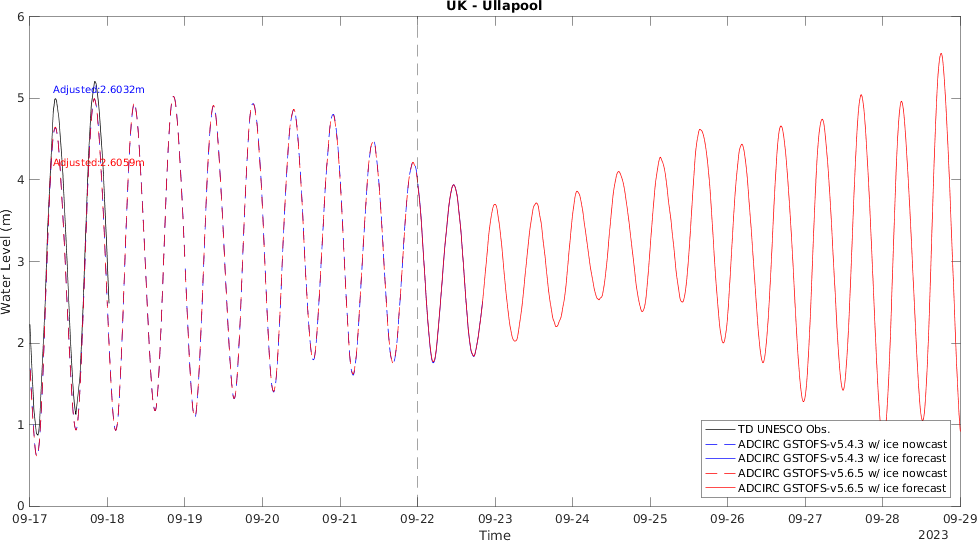 UK - Ullapool
6
5
4
3
2
1
0
Water Level (m)
Adjusted:2.6032m
Adjusted:2.6059m
TD UNESCO Obs.
ADCIRC GSTOFS-v5.4.3 w/ ice nowcast
ADCIRC GSTOFS-v5.4.3 w/ ice forecast
ADCIRC GSTOFS-v5.6.5 w/ ice nowcast
ADCIRC GSTOFS-v5.6.5 w/ ice forecast
09-17 09-18 09-19 09-20 09-21 09-22 09-23 09-24 09-25 09-26 09-27 09-28 09-29
Time
2023